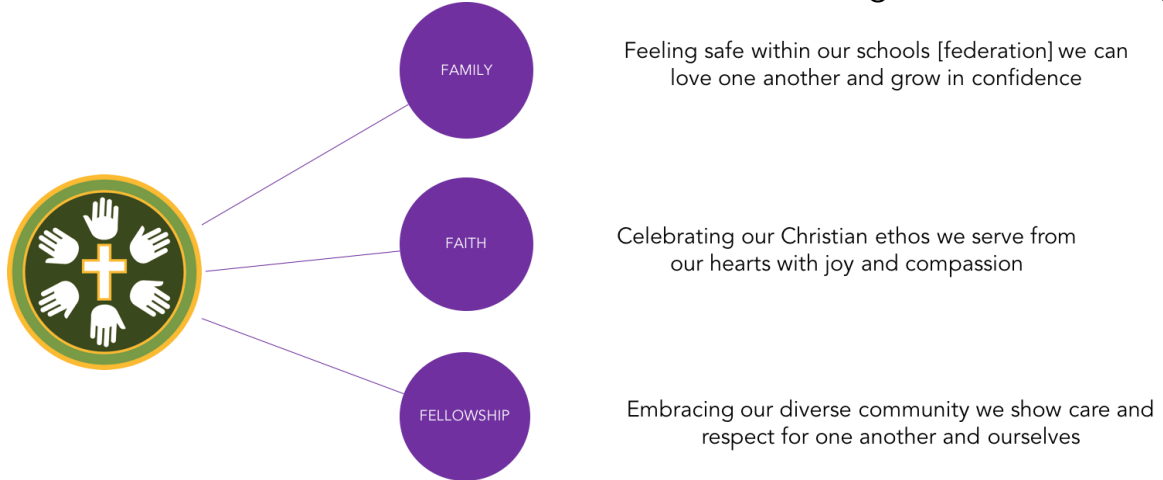 FAMILY
Feeling safe within our schools [federation] we can
love one another and grow in confidence
FAITH
Celebrating our Christian ethos we serve from
our hearts with joy and compassion
FELLOWSHIP
Embracing our diverse community we show care and
respect for one another and ourselves